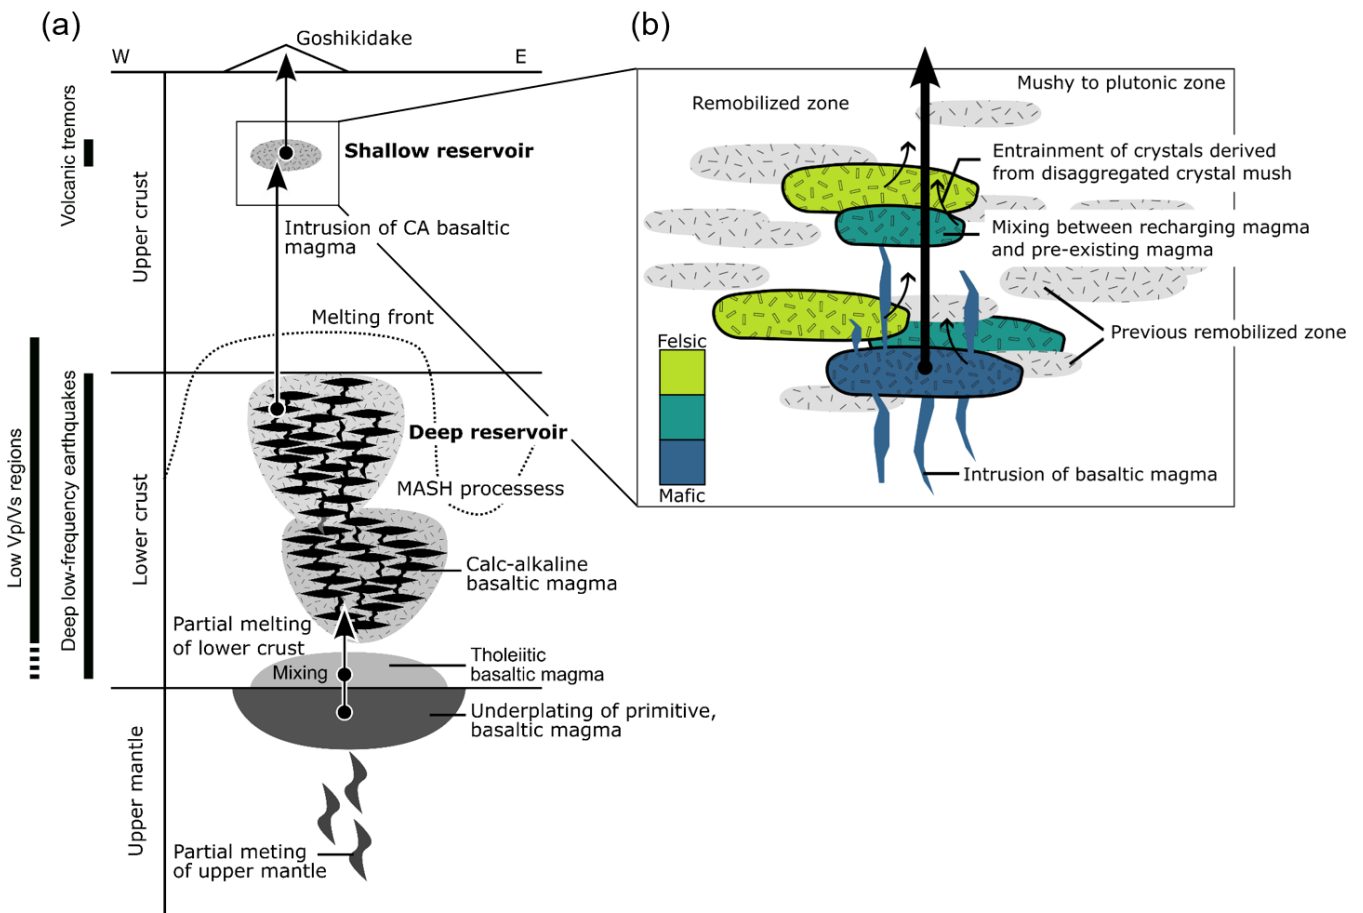 (a)
Goshikidake
W
E
Volcanic tremors
Upper crust
Shallow reservoir
Intrusion of CA basaltic
magma
Melting front
Low Vp/Vs regions
Deep low-frequency earthquakes
Lower crust
Deep reservoir
MASH processess
Calc-alkaline
basaltic magma
Partial melting
of lower crust
Mixing
Tholeiitic
basaltic magma
Underplating of primitive,
basaltic magma
Upper mantle
Partial meting
of upper mantle
(b)
Remobilized zone
Mushy to plutonic zone
Entrainment of crystals derived
from disaggregated crystal mush
Mixing between recharging magma
and pre-existing magma
Previous remobilized zone
Felsic
Mafic
Intrusion of basaltic magma